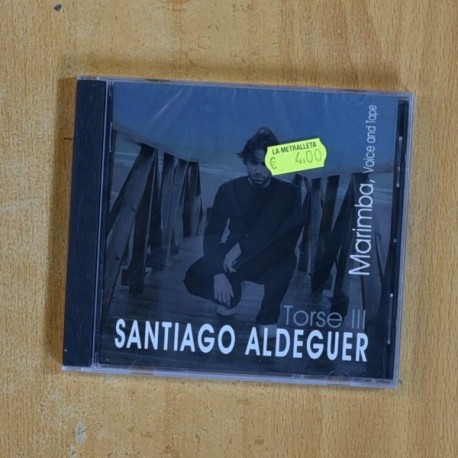 LA METRALLETA
€ 4,00
Marimba, Voice and Tape
Torse III
SANTIAGO ALDEGUER